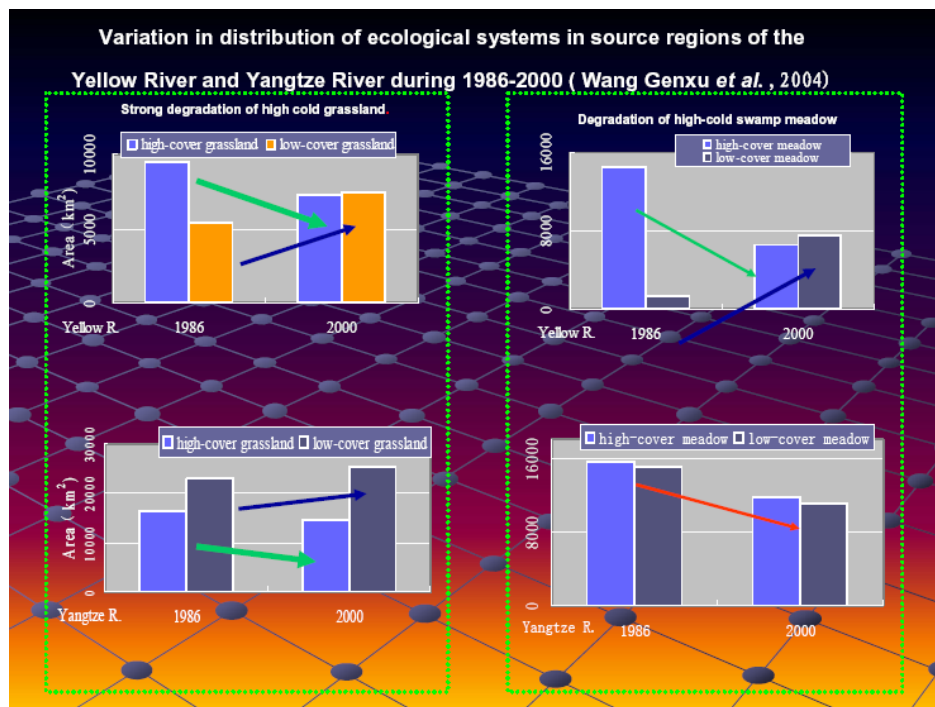 Variation in distribution of ecological systems in source regions of the
Yellow River and Yangtze River during 1986-2000 ( Wang Genxu et al. , 2004)
Strong degradation of high cold grassland.
high-cover grassland low-cover grassland
Area ( km2 )
10000
5000
0
Yellow R. 1986 2000
Degradation of high-cold swamp meadow
high-cover meadow
low-cover meadow
16000
8000
0
Yellow R. 1986 2000
high-cover grassland low-cover grassland
Area ( km2 )
30000
20000
10000
0
Yangtze R. 1986 2000
high-cover meadow low-cover meadow
16000
8000
0
Yangtze R. 1986 2000